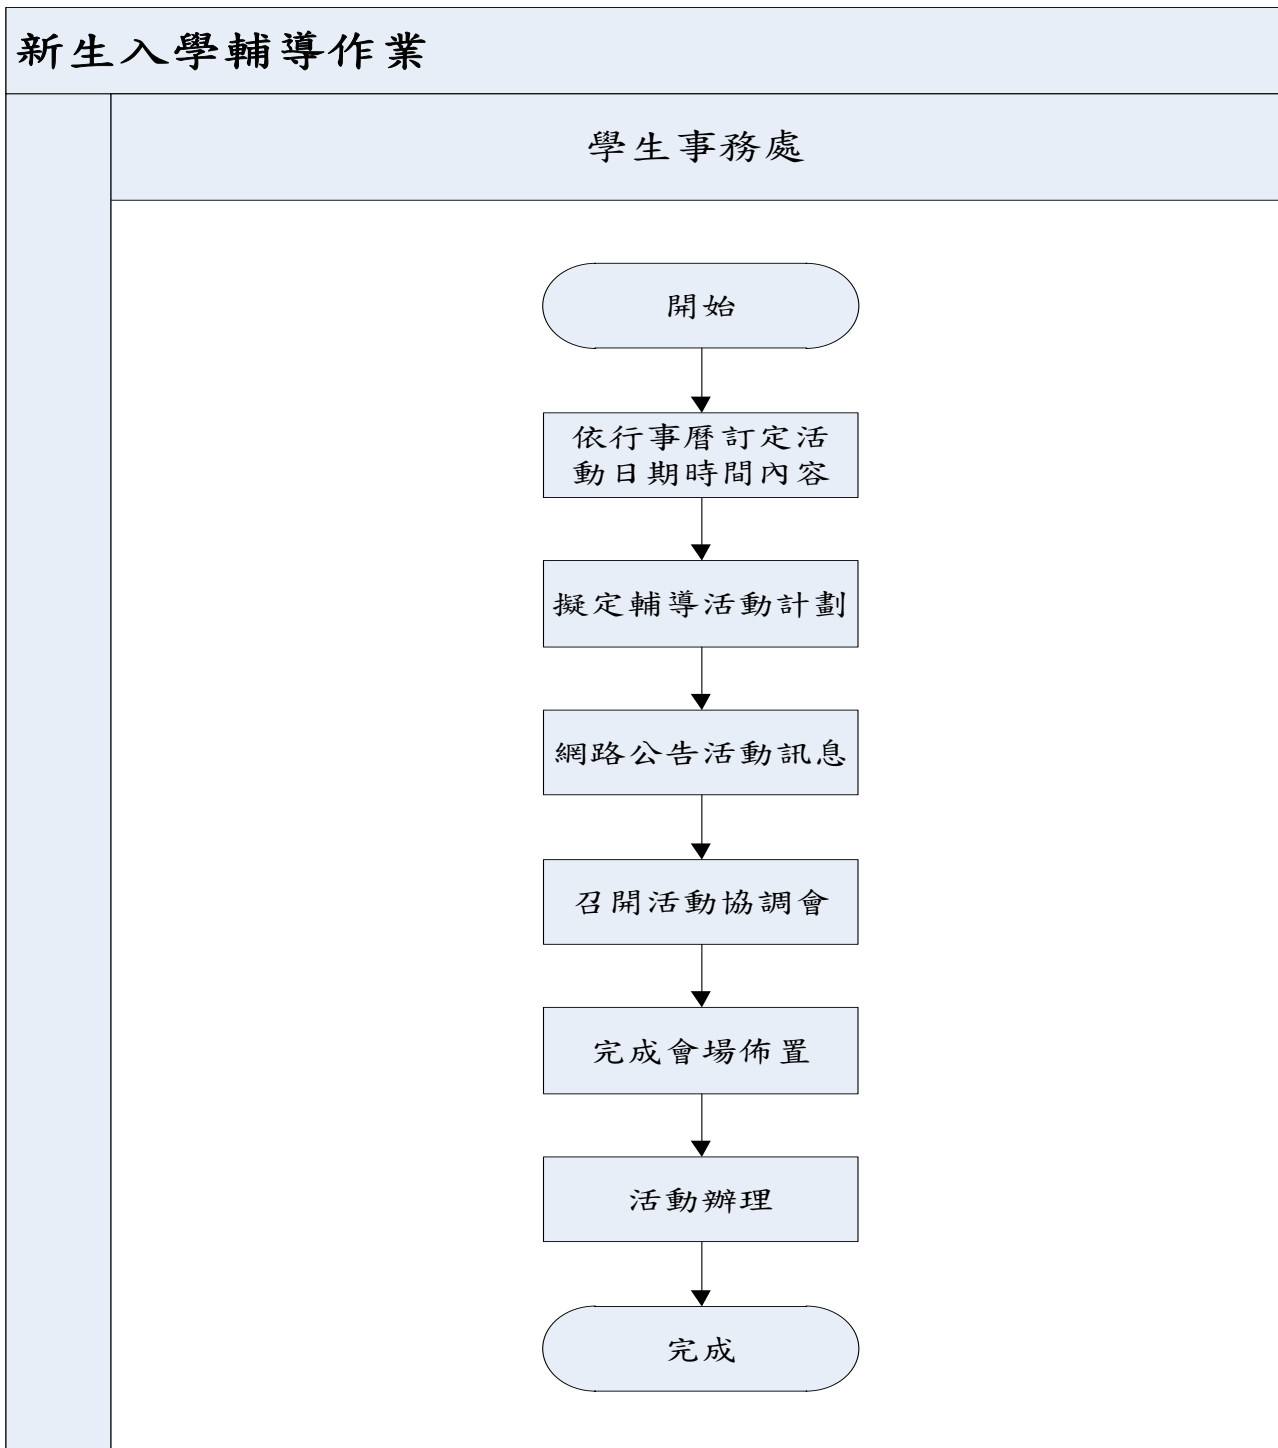 新生入學輔導作業
學生事務處
開始
依行事曆訂定活
動日期時間內容
擬定輔導活動計劃
網路公告活動訊息
召開活動協調會
完成會場佈置
活動辦理
完成